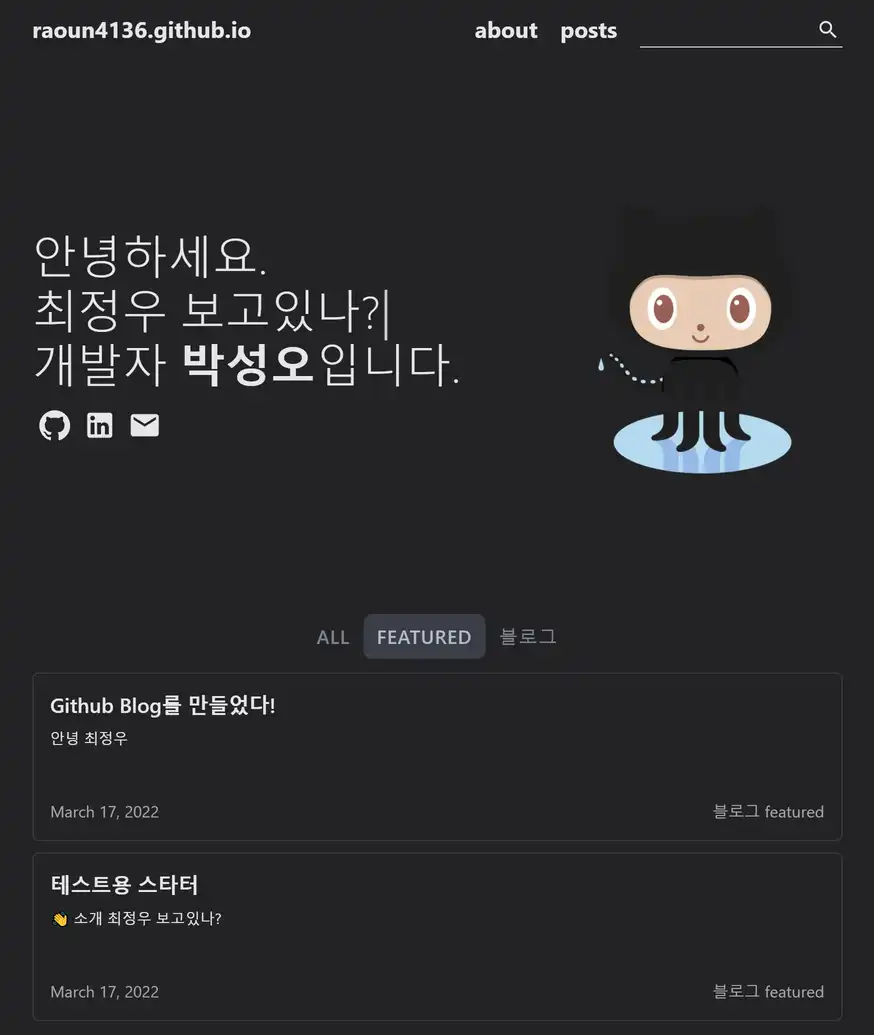 raoun4136.github.io
about posts
안녕하세요.
최정우 보고있나?|
개발자 박성오입니다.
ALL FEATURED 블로그
Github Blog를 만들었다!
안녕 최정우
March 17, 2022 블로그 featured
테스트용 스타터
👋 소개 최정우 보고있나?
March 17, 2022 블로그 featured